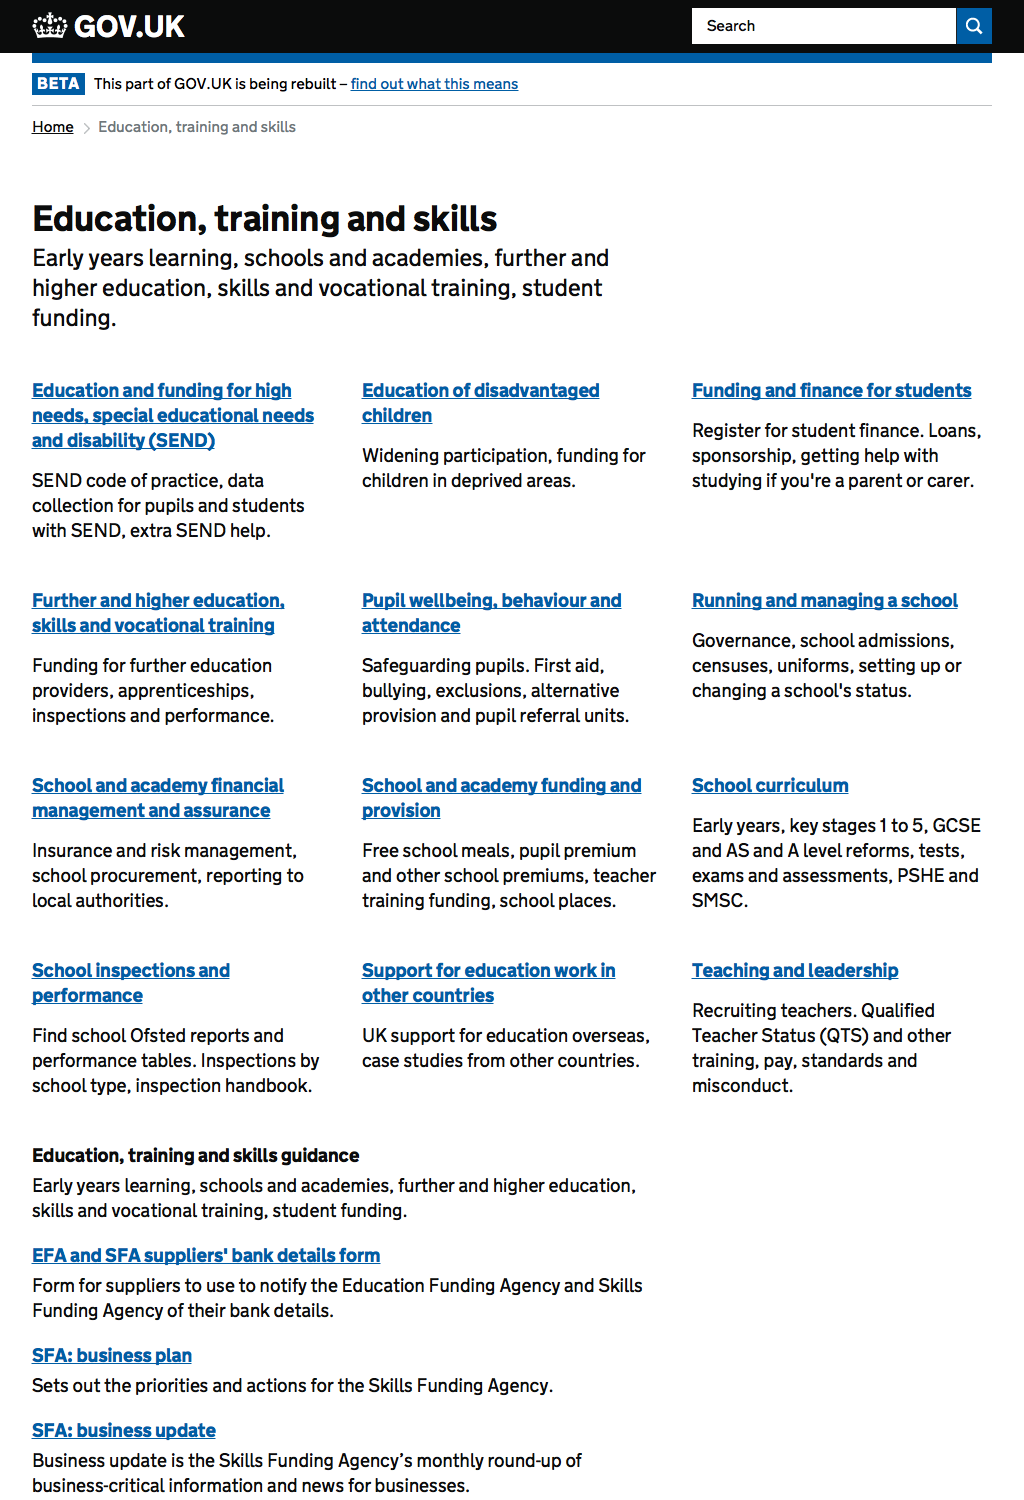 GOV.UK
Search
BETA This part of GOV.UK is being rebuilt – find out what this means
Home > Education, training and skills
Education, training and skills
Early years learning, schools and academies, further and
higher education, skills and vocational training, student
funding.
Education and funding for high
needs, special educational needs
and disability (SEND)
SEND code of practice, data
collection for pupils and students
with SEND, extra SEND help.
Education of disadvantaged
children
Widening participation, funding for
children in deprived areas.
Funding and finance for students
Register for student finance. Loans,
sponsorship, getting help with
studying if you're a parent or carer.
Further and higher education,
skills and vocational training
Funding for further education
providers, apprenticeships,
inspections and performance.
Pupil wellbeing, behaviour and
attendance
Safeguarding pupils. First aid,
bullying, exclusions, alternative
provision and pupil referral units.
Running and managing a school
Governance, school admissions,
censuses, uniforms, setting up or
changing a school's status.
School and academy financial
management and assurance
Insurance and risk management,
school procurement, reporting to
local authorities.
School and academy funding and
provision
Free school meals, pupil premium
and other school premiums, teacher
training funding, school places.
School curriculum
Early years, key stages 1 to 5, GCSE
and AS and A level reforms, tests,
exams and assessments, PSHE and
SMSC.
School inspections and
performance
Find school Ofsted reports and
performance tables. Inspections by
school type, inspection handbook.
Support for education work in
other countries
UK support for education overseas,
case studies from other countries.
Teaching and leadership
Recruiting teachers. Qualified
Teacher Status (QTS) and other
training, pay, standards and
misconduct.
Education, training and skills guidance
Early years learning, schools and academies, further and higher education,
skills and vocational training, student funding.
EFA and SFA suppliers' bank details form
Form for suppliers to use to notify the Education Funding Agency and Skills
Funding Agency of their bank details.
SFA: business plan
Sets out the priorities and actions for the Skills Funding Agency.
SFA: business update
Business update is the Skills Funding Agency’s monthly round-up of
business-critical information and news for businesses.